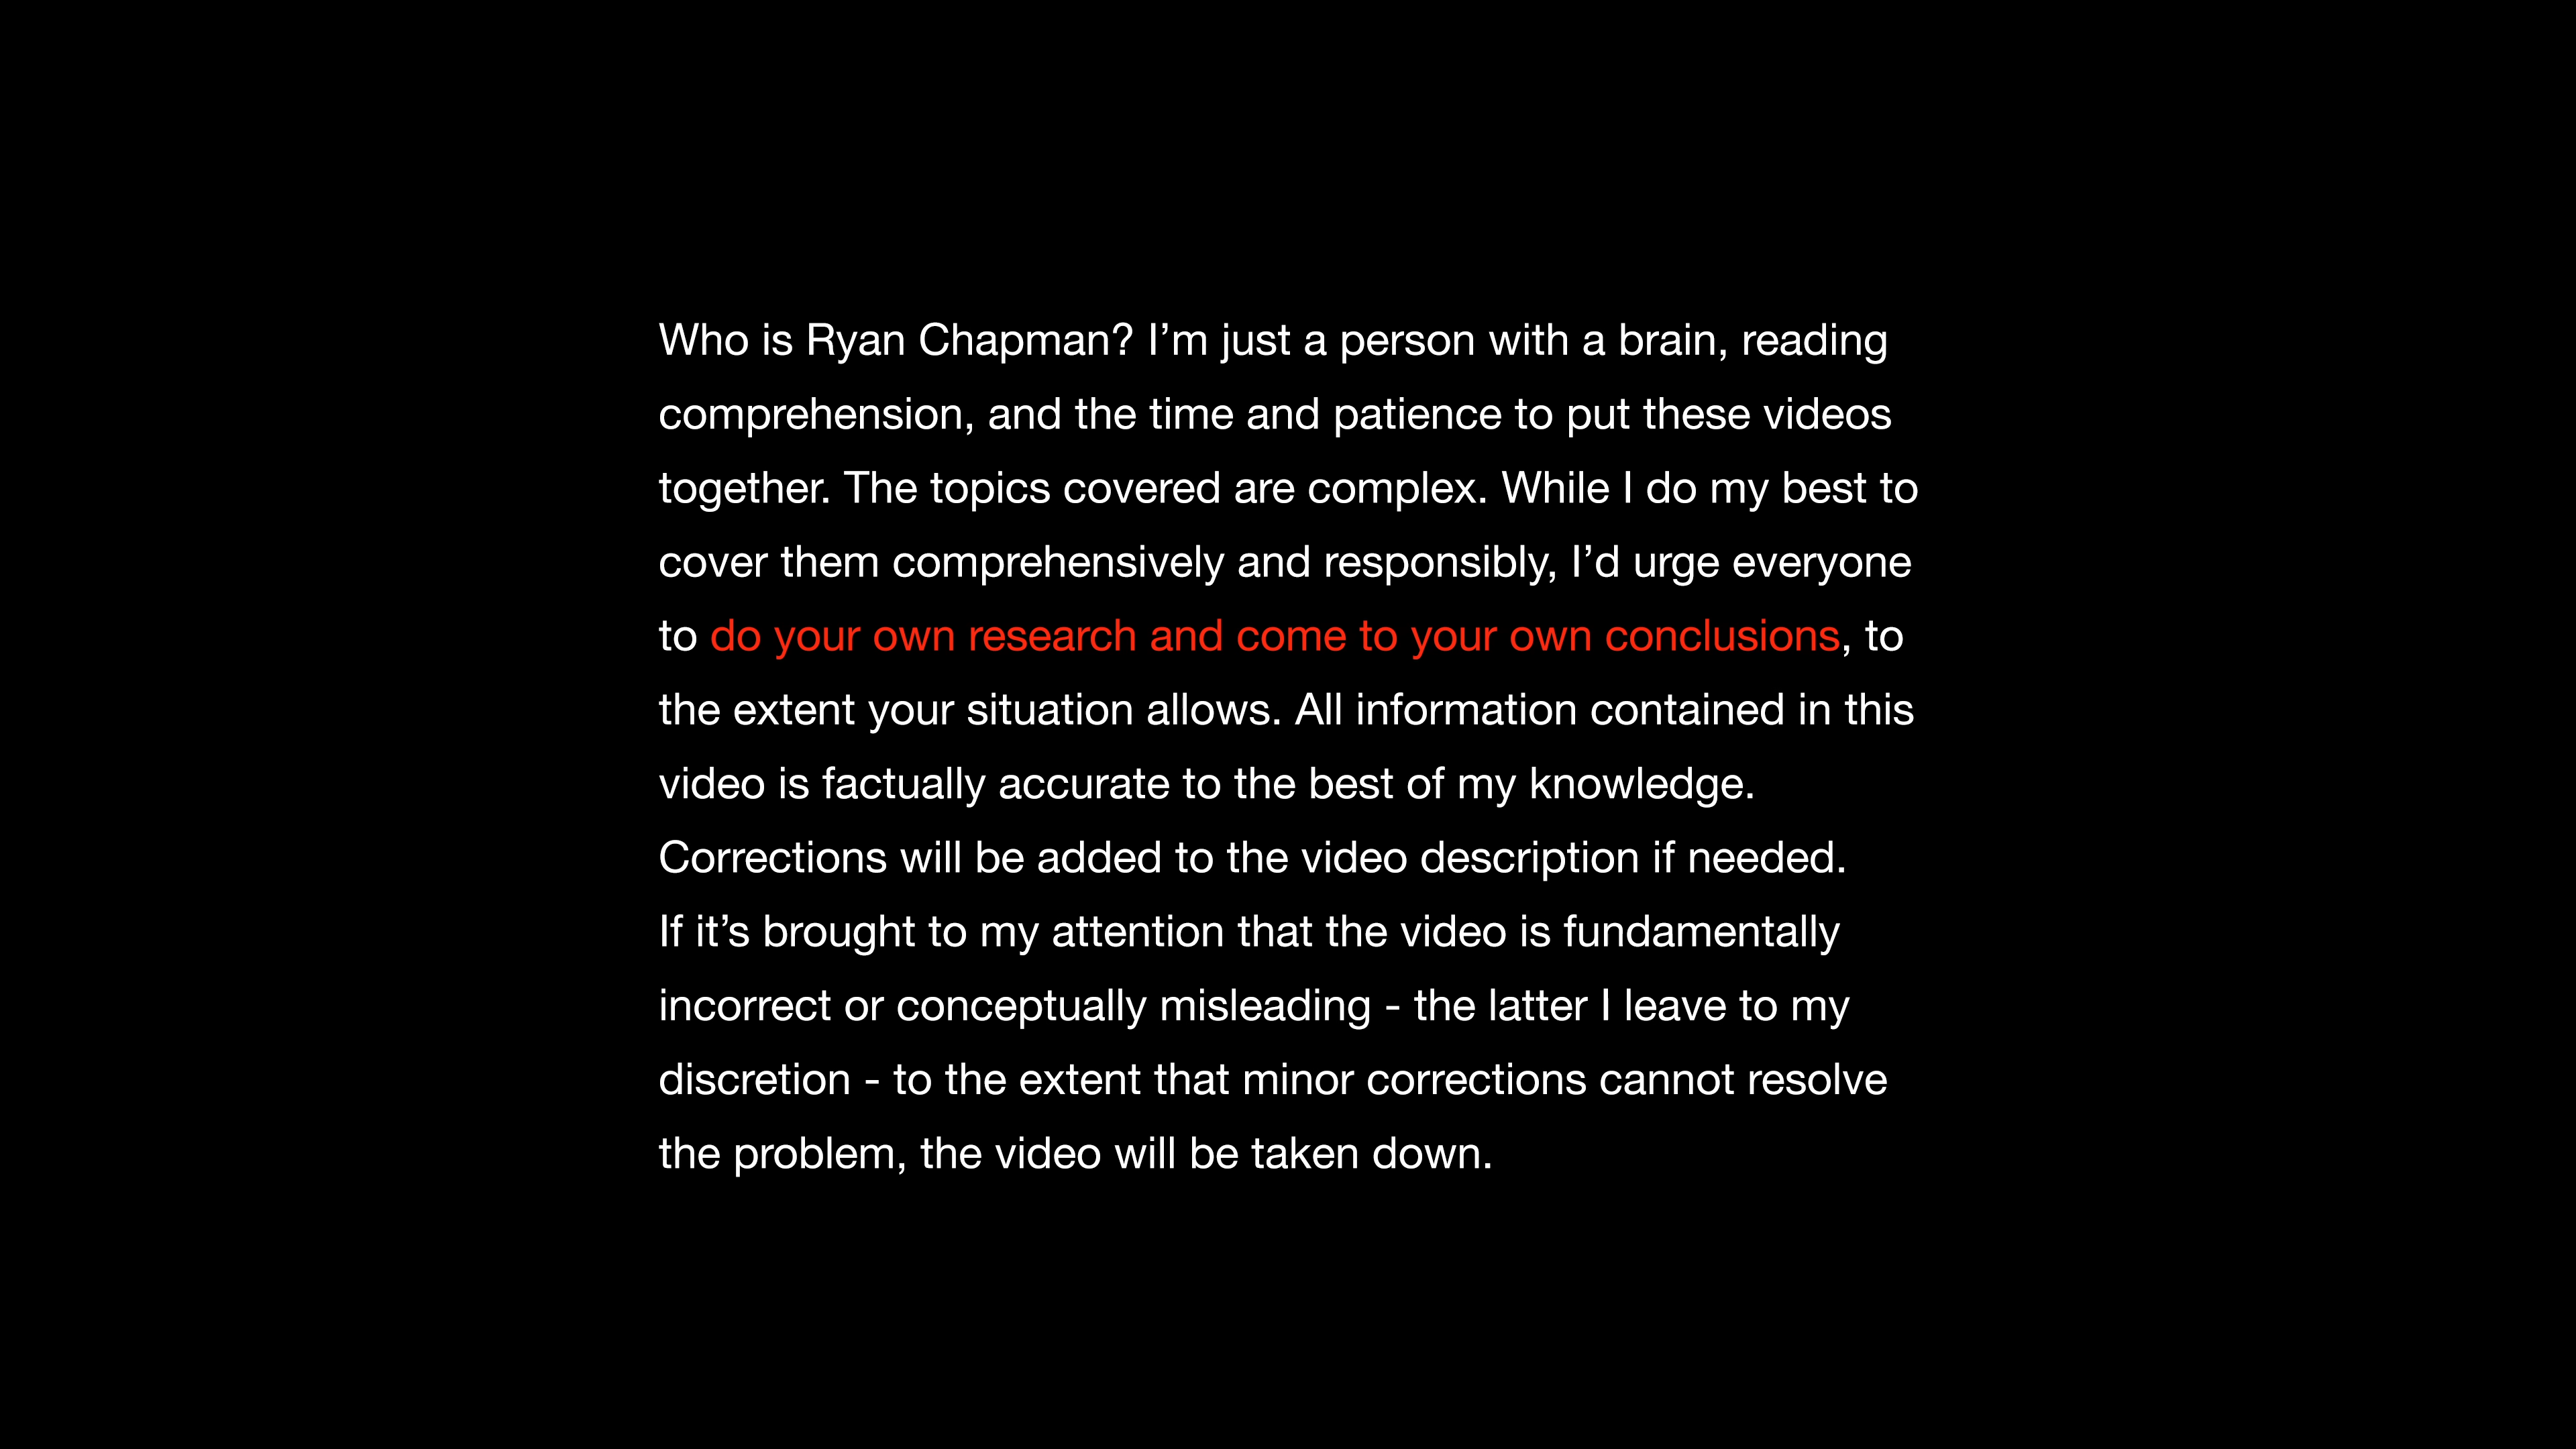 Who is Ryan Chapman? I’m just a person with a brain, reading
comprehension, and the time and patience to put these videos
together. The topics covered are complex. While I do my best to
cover them comprehensively and responsibly, I’d urge everyone
to do your own research and come to your own conclusions, to
the extent your situation allows. All information contained in this
video is factually accurate to the best of my knowledge.
Corrections will be added to the video description if needed.
If it’s brought to my attention that the video is fundamentally
incorrect or conceptually misleading - the latter I leave to my
discretion - to the extent that minor corrections cannot resolve
the problem, the video will be taken down.